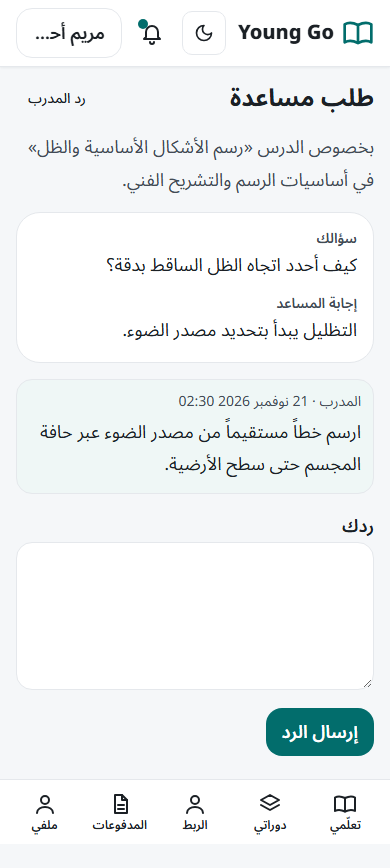 Young Go
مريم أحـ...
طلب مساعدة
رد المدرب
بخصوص الدرس «رسم الأشكال الأساسية والظل»
في أساسيات الرسم والتشريح الفني.
سؤالك
كيف أحدد اتجاه الظل الساقط بدقة؟
إجابة المساعد
التظليل يبدأ بتحديد مصدر الضوء.
المدرب · 21 نوفمبر 2026 02:30
ارسم خطاً مستقيماً من مصدر الضوء عبر حافة
المجسم حتى سطح الأرضية.
ردك
إرسال الرد
تعلّمي
دوراتي
الربط
المدفوعات
ملفي